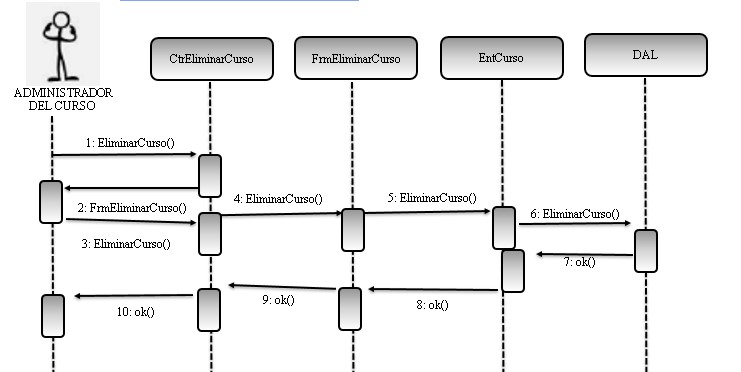 CtrEliminarCurso
FrmEliminarCurso
EntCurso
DAL
ADMINISTRADOR
DEL CURSO
1: EliminarCurso()
2: FrmEliminarCurso()
3: EliminarCurso()
4: EliminarCurso()
5: EliminarCurso()
6: EliminarCurso()
7: ok()
8: ok()
9: ok()
10: ok()